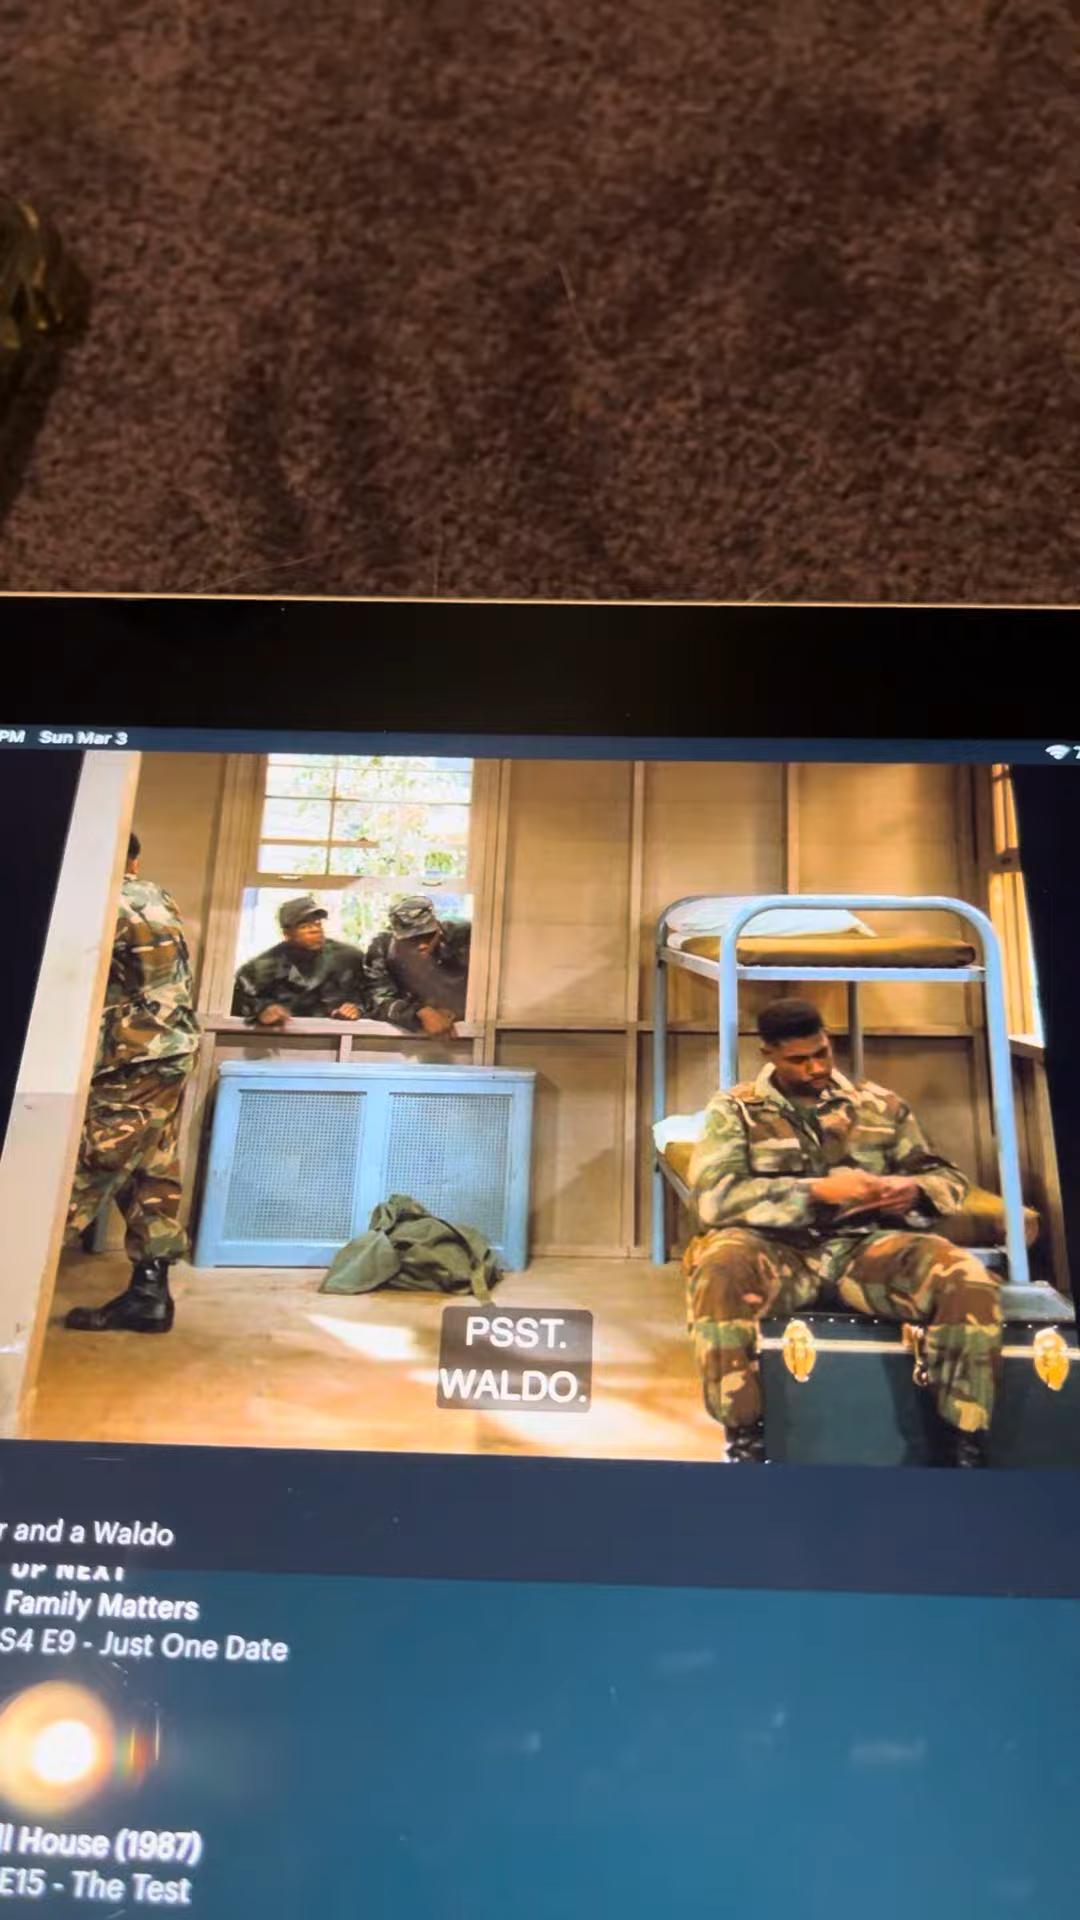 PM Sun Mar 3
PSST.
WALDO.
r and a Waldo
UP NEXT
Family Matters
S4 E9 - Just One Date
ll House (1987)
E15 - The Test